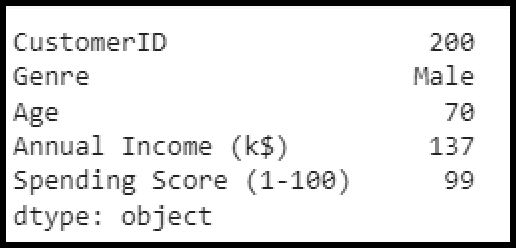 CustomerID 200
Genre Male
Age 70
Annual Income (k$) 137
Spending Score (1-100) 99
dtype: object